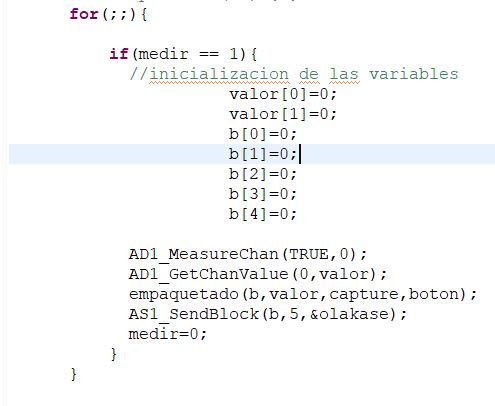 for(;;){
if(medir == 1){
//inicializacion de las variables
valor[0]=0;
valor[1]=0;
b[0]=0;
b[1]=0;
b[2]=0;
b[3]=0;
b[4]=0;
AD1_MeasureChan(TRUE,0);
AD1_GetChanValue(0,valor);
empaquetado(b,valor,capture,boton);
AS1_SendBlock(b,5,&olakase);
medir=0;
}
}